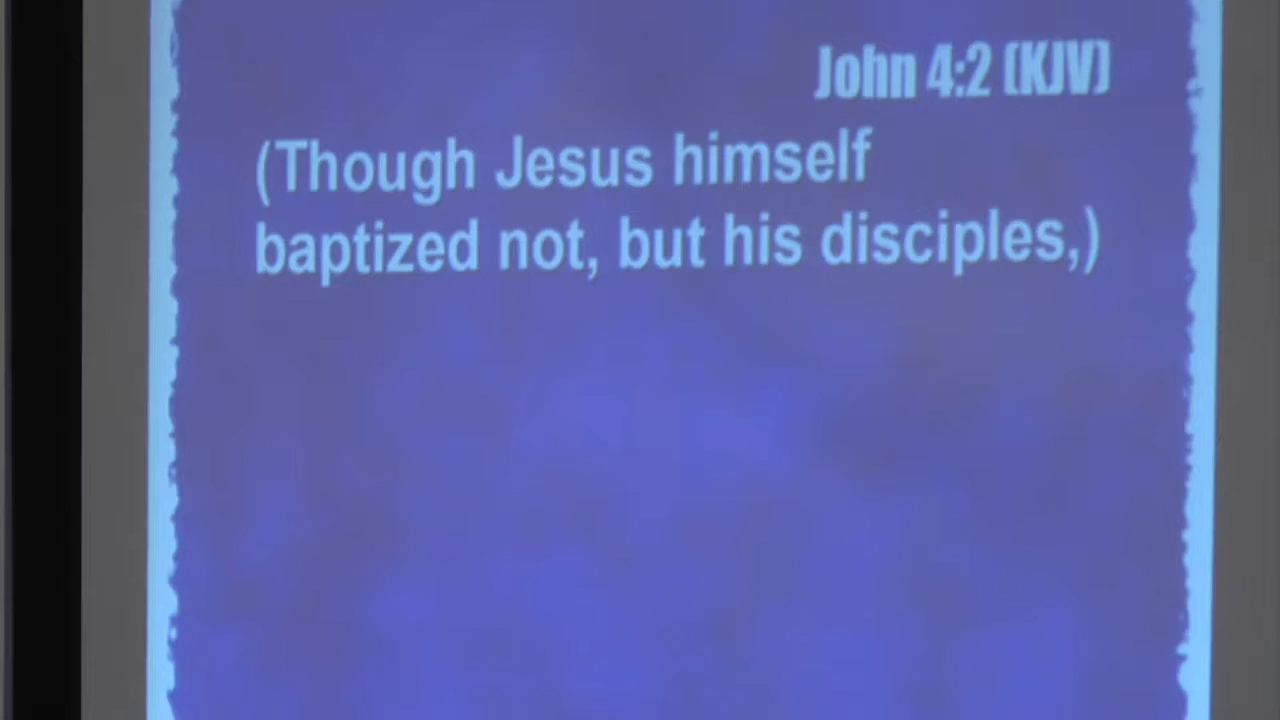 John 4:2 (KJV)
(Though Jesus himself
baptized not, but his disciples,)